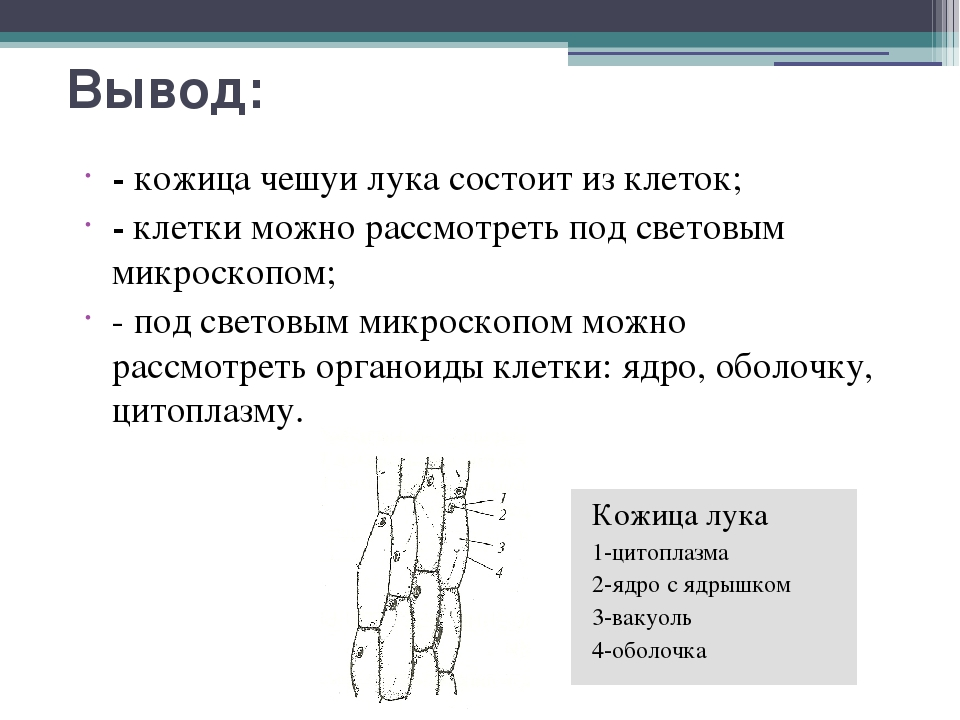 Вывод:
- кожица чешуи лука состоит из клеток;
- клетки можно рассмотреть под световым
микроскопом;
- под световым микроскопом можно
рассмотреть органоиды клетки: ядро, оболочку,
цитоплазму.
1
2
3
4
Кожица лука
1-цитоплазма
2-ядро с ядрышком
3-вакуоль
4-оболочка